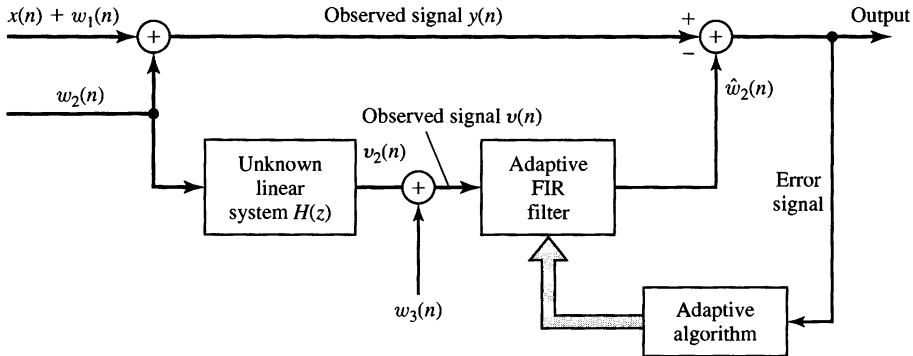 x(n) + w₁(n)
Observed signal y(n)
+
+
−
+
Output
w₂(n)
ŵ₂(n)
Observed signal v(n)
Unknown
linear
system H(z)
v₂(n)
+
Adaptive
FIR
filter
Error
signal
w₃(n)
Adaptive
algorithm